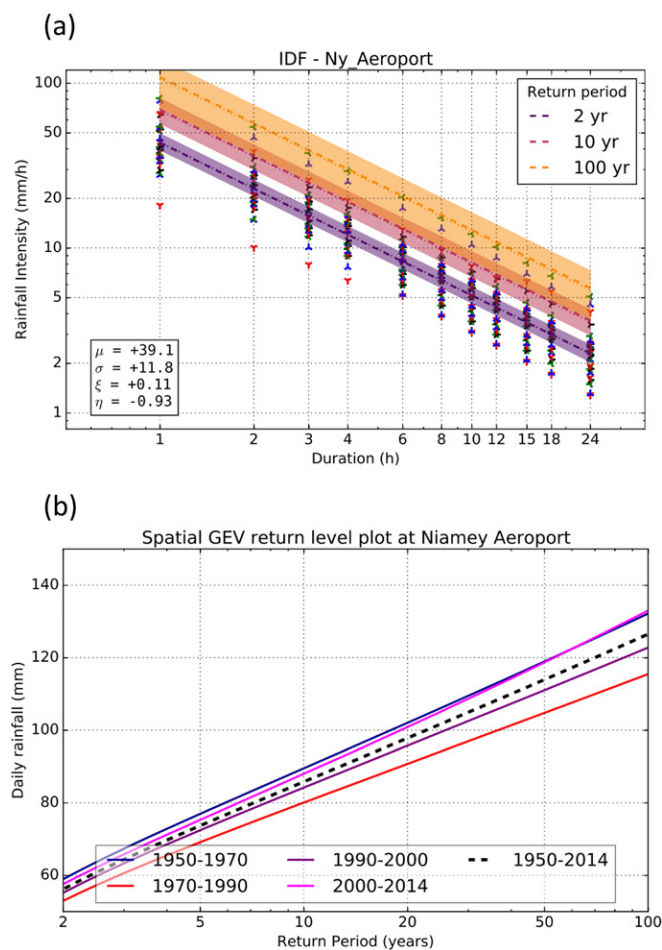 (a)
IDF - Ny_Aeroport
Rainfall Intensity (mm/h)
100
50
20
10
5
2
1
Return period
2 yr
10 yr
100 yr
μ = +39.1
σ = +11.8
ξ = +0.11
η = -0.93
1 2 3 4 6 8 10 12 15 18 24
Duration (h)
(b)
Spatial GEV return level plot at Niamey Aeroport
Daily rainfall (mm)
140
120
100
80
60
1950-1970 1990-2000 1950-2014
1970-1990 2000-2014
2 5 10 20 50 100
Return Period (years)